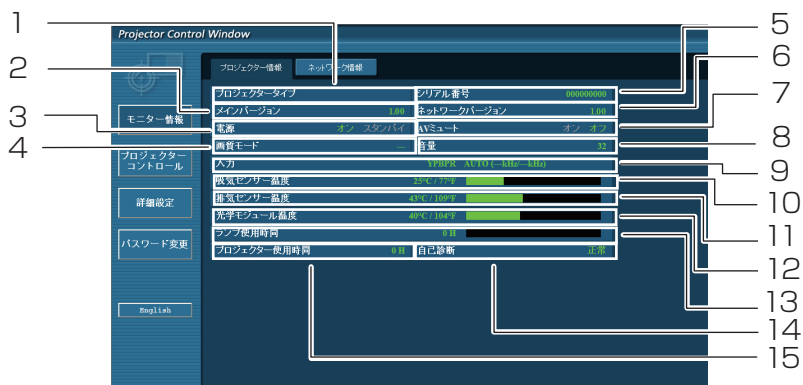 1
2
3
4
5
6
7
8
9
10
11
12
13
14
15
Projector Control Window
プロジェクター情報 ネットワーク情報
モニター情報
プロジェクター
コントロール
詳細設定
パスワード変更
English
プロジェクタータイプ シリアル番号 000000000
メインバージョン 1.00 ネットワークバージョン 1.00
電源 オン スタンバイ AVミュート オン オフ
画質モード --- 音量 32
入力 YPBPR AUTO (---kHz/---kHz)
吸気センサー温度 25°C / 77°F
排気センサー温度 43°C / 109°F
光学モジュール温度 40°C / 104°F
ランプ使用時間 0 H
プロジェクター使用時間 0 H 自己診断 正常